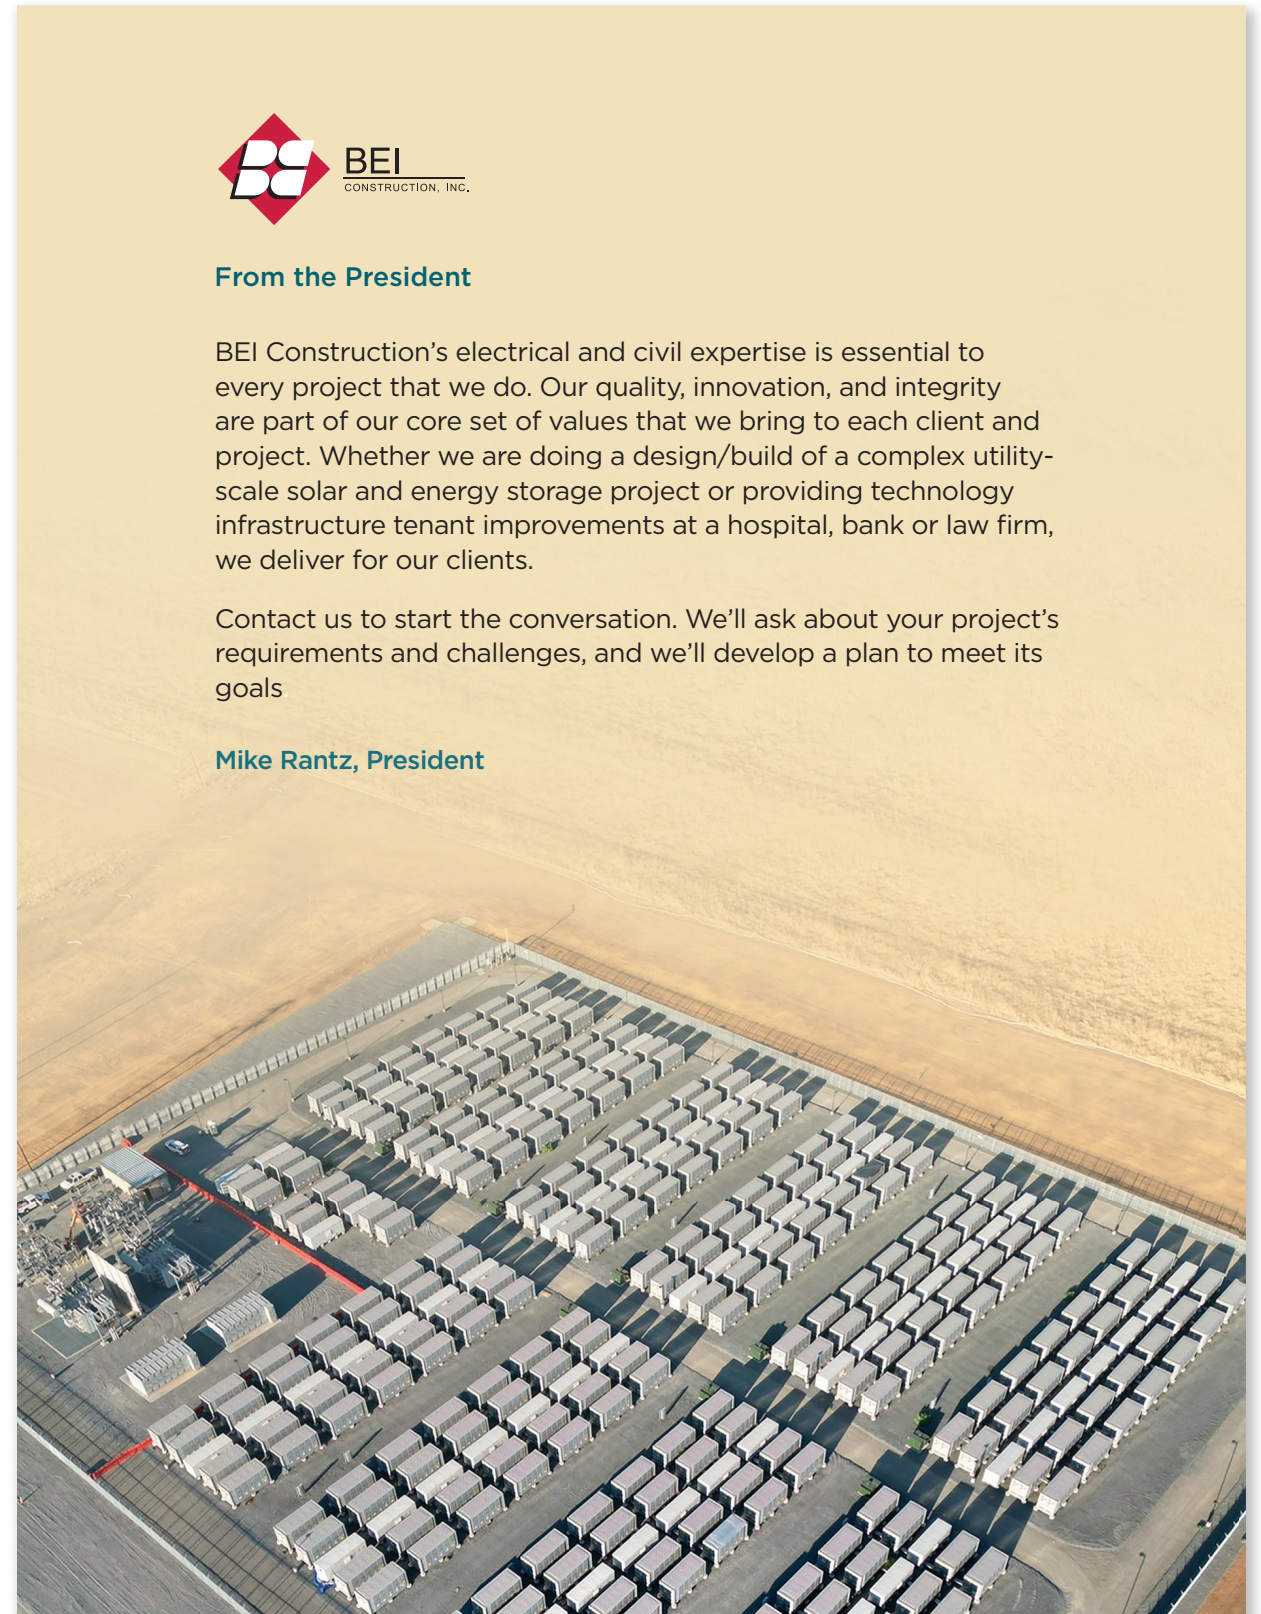 BEI
CONSTRUCTION, INC.
From the President
BEI Construction’s electrical and civil expertise is essential to
every project that we do. Our quality, innovation, and integrity
are part of our core set of values that we bring to each client and
project. Whether we are doing a design/build of a complex utility-
scale solar and energy storage project or providing technology
infrastructure tenant improvements at a hospital, bank or law firm,
we deliver for our clients.
Contact us to start the conversation. We’ll ask about your project’s
requirements and challenges, and we’ll develop a plan to meet its
goals.
Mike Rantz, President